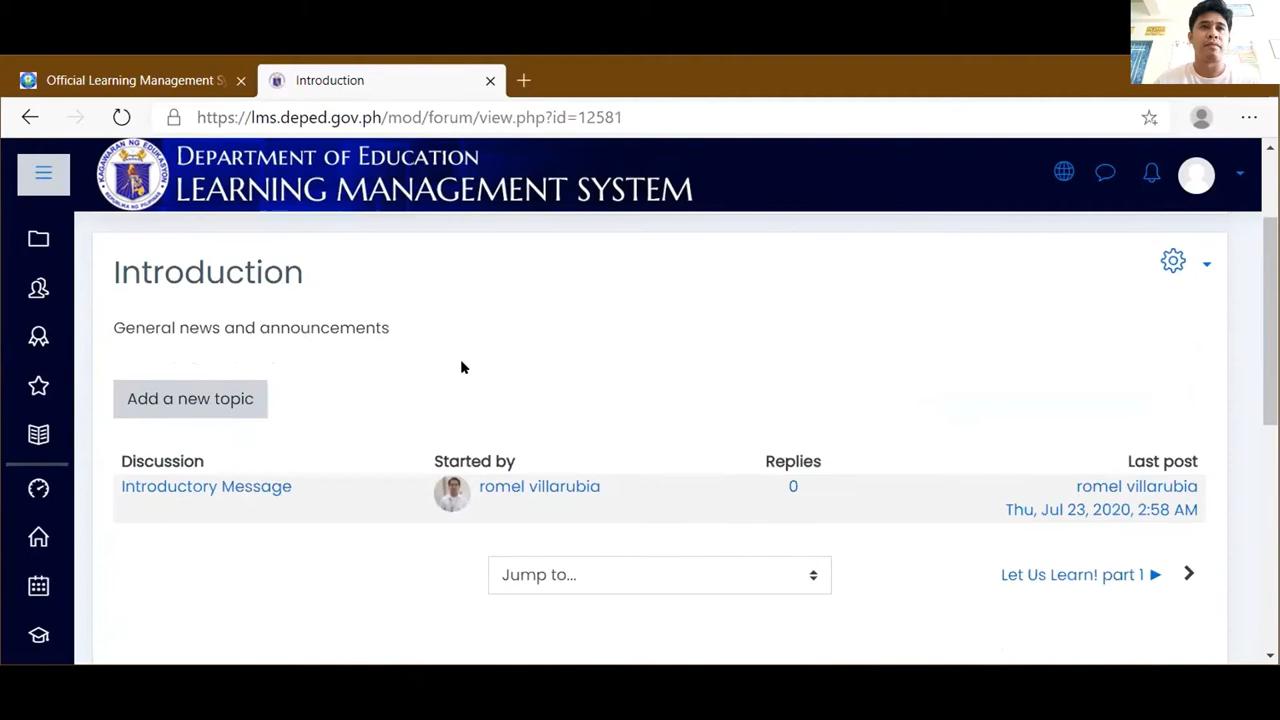 Official Learning Management S
Introduction
https://lms.deped.gov.ph/mod/forum/view.php?id=12581
DEPARTMENT OF EDUCATION
LEARNING MANAGEMENT SYSTEM
Introduction
General news and announcements
Add a new topic
Discussion Started by Replies Last post
Introductory Message romel villarubia 0 romel villarubia
Thu, Jul 23, 2020, 2:58 AM
Jump to... Let Us Learn! part 1